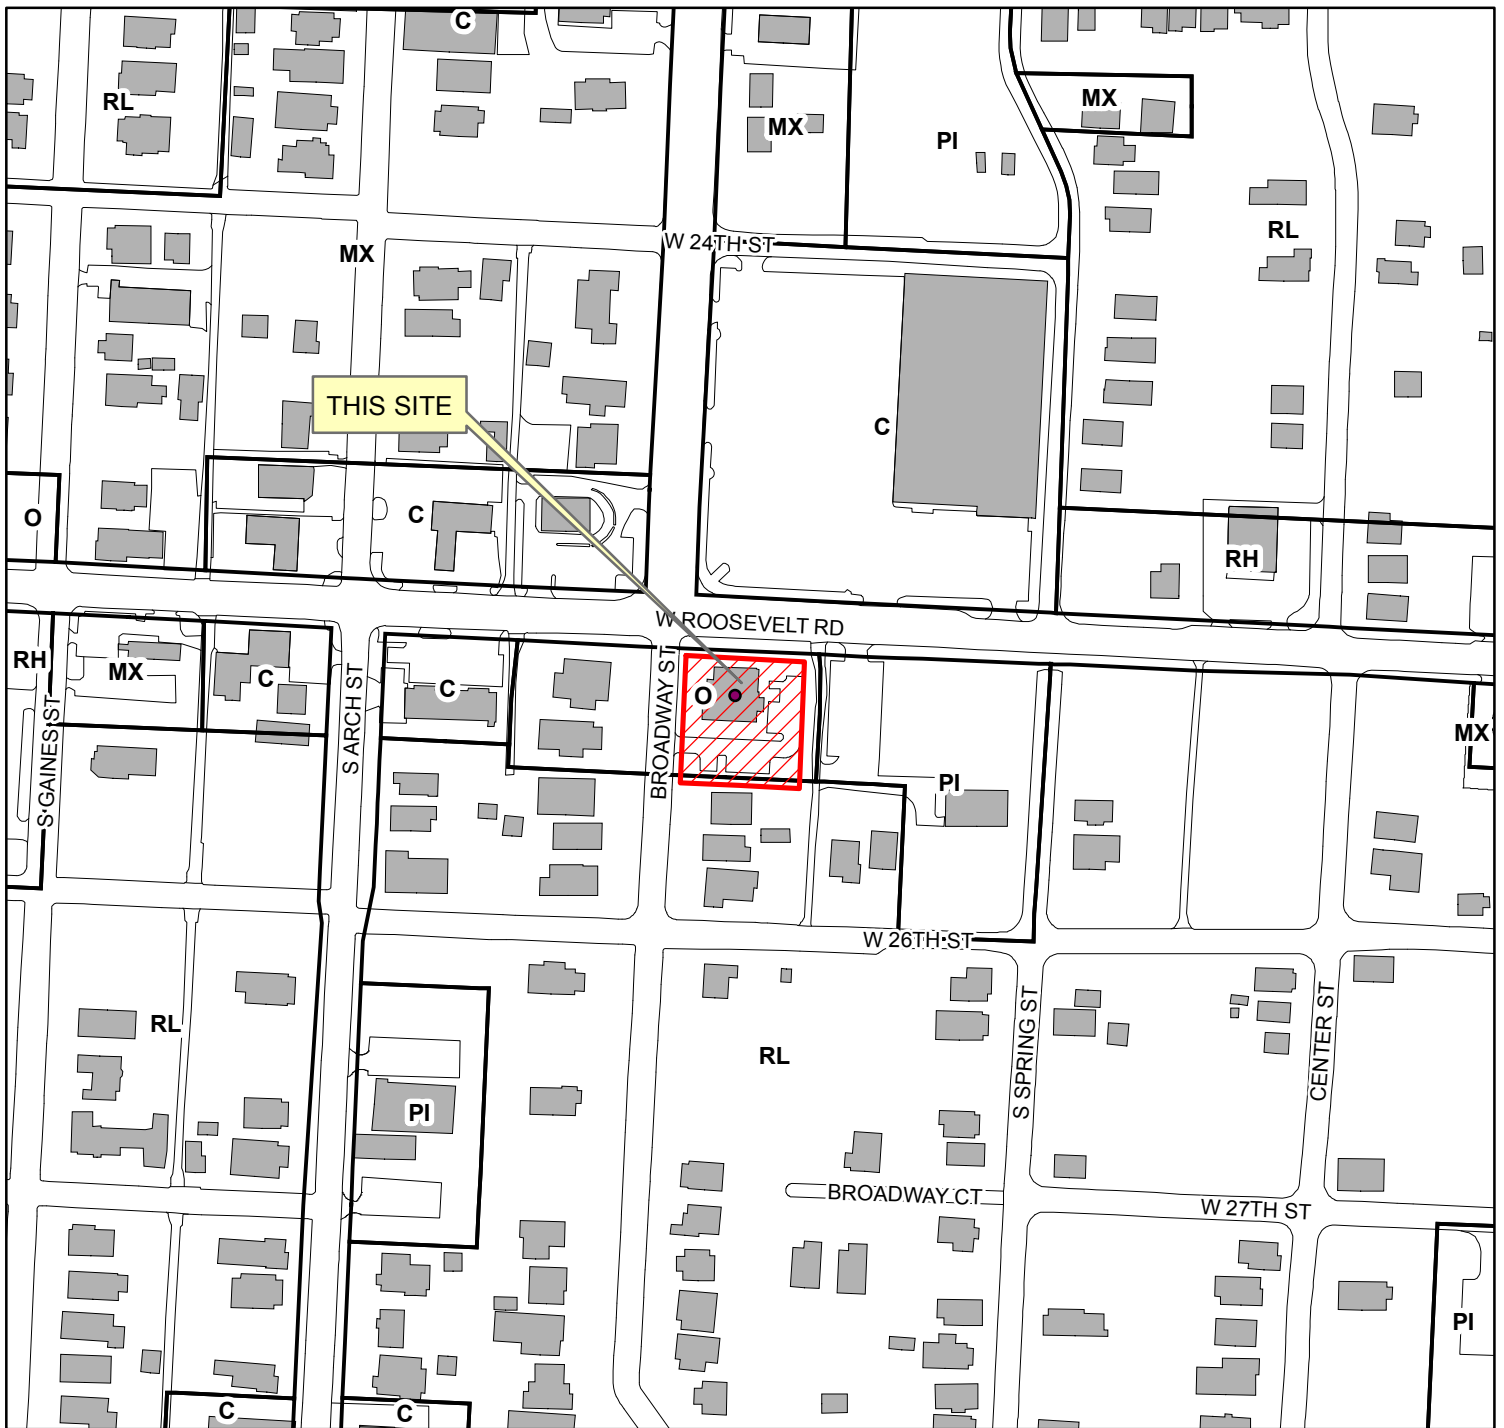 C
RL
MX
MX
PI
RL
W 24TH ST
MX
THIS SITE
C
O
C
RH
W ROOSEVELT RD
RH
MX
C
C
O
S GAINES ST
S ARCH ST
BROADWAY ST
MX
PI
W 26TH ST
RL
RL
S SPRING ST
CENTER ST
PI
BROADWAY CT
W 27TH ST
PI
C
C